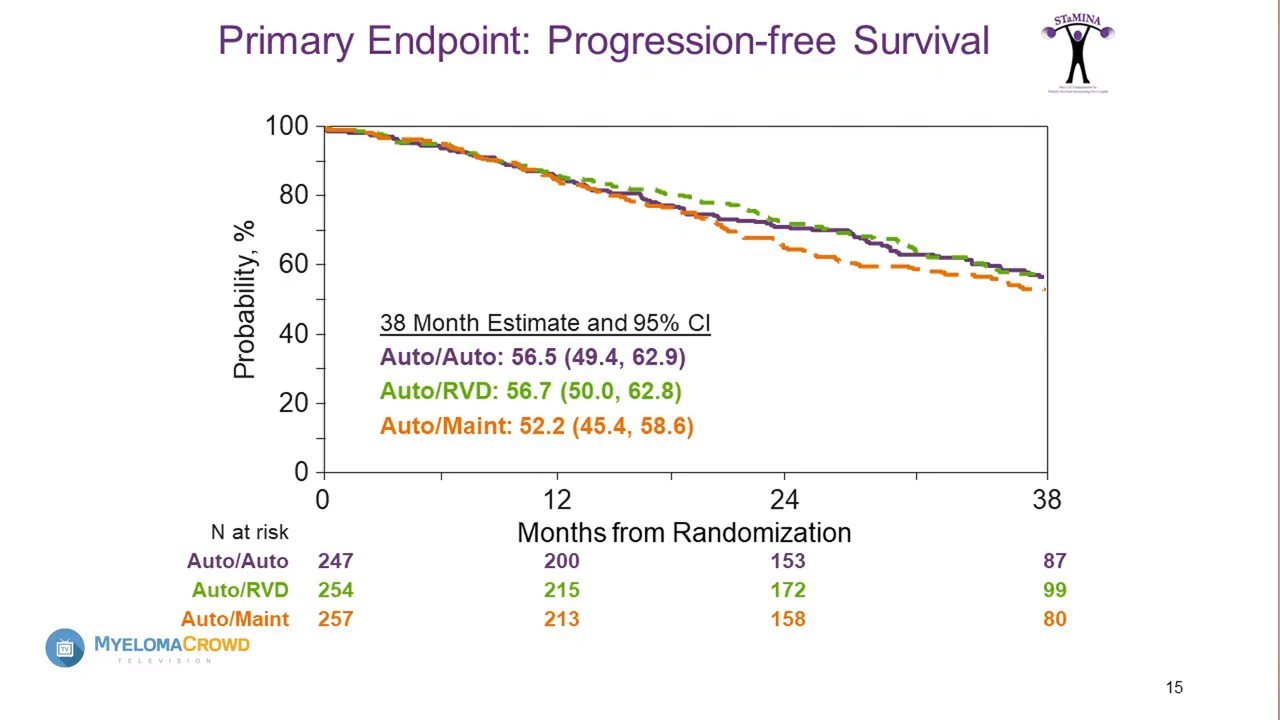 Primary Endpoint: Progression-free Survival
STaMINA
100
80
60
40
20
0
Probability, %
38 Month Estimate and 95% CI
Auto/Auto: 56.5 (49.4, 62.9)
Auto/RVD: 56.7 (50.0, 62.8)
Auto/Maint: 52.2 (45.4, 58.6)
0 12 24 38
Months from Randomization
N at risk
Auto/Auto 247 200 153 87
Auto/RVD 254 215 172 99
Auto/Maint 257 213 158 80
TV
MYELOMACROWD
TELEVISION
15